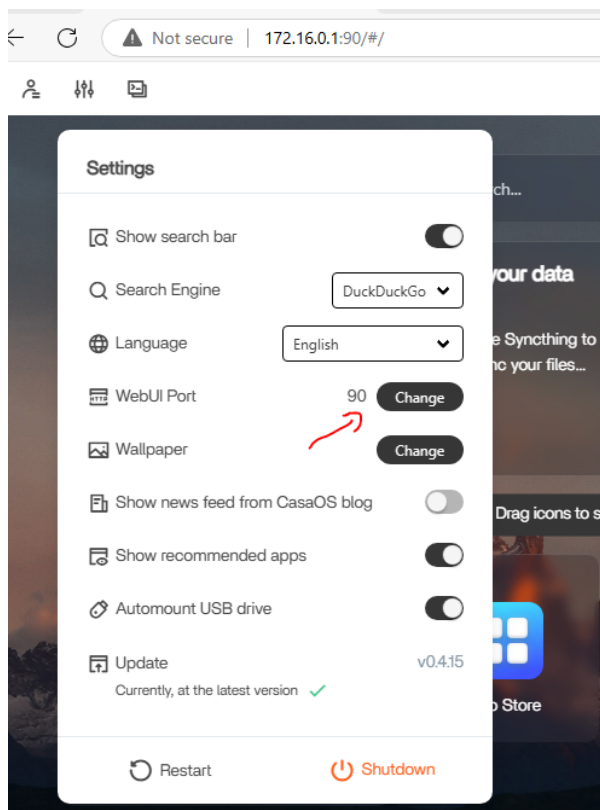 Not secure
172.16.0.1:90/#/
Settings
ch...
Show search bar
your data
Search Engine
DuckDuckGo
e Syncthing to
Language
English
nc your files...
HTTP
WebUI Port
90
Change
Wallpaper
Change
Show news feed from CasaOS blog
Drag icons to s
Show recommended apps
Automount USB drive
Update
v0.4.15
Currently, at the latest version
p Store
Restart
Shutdown